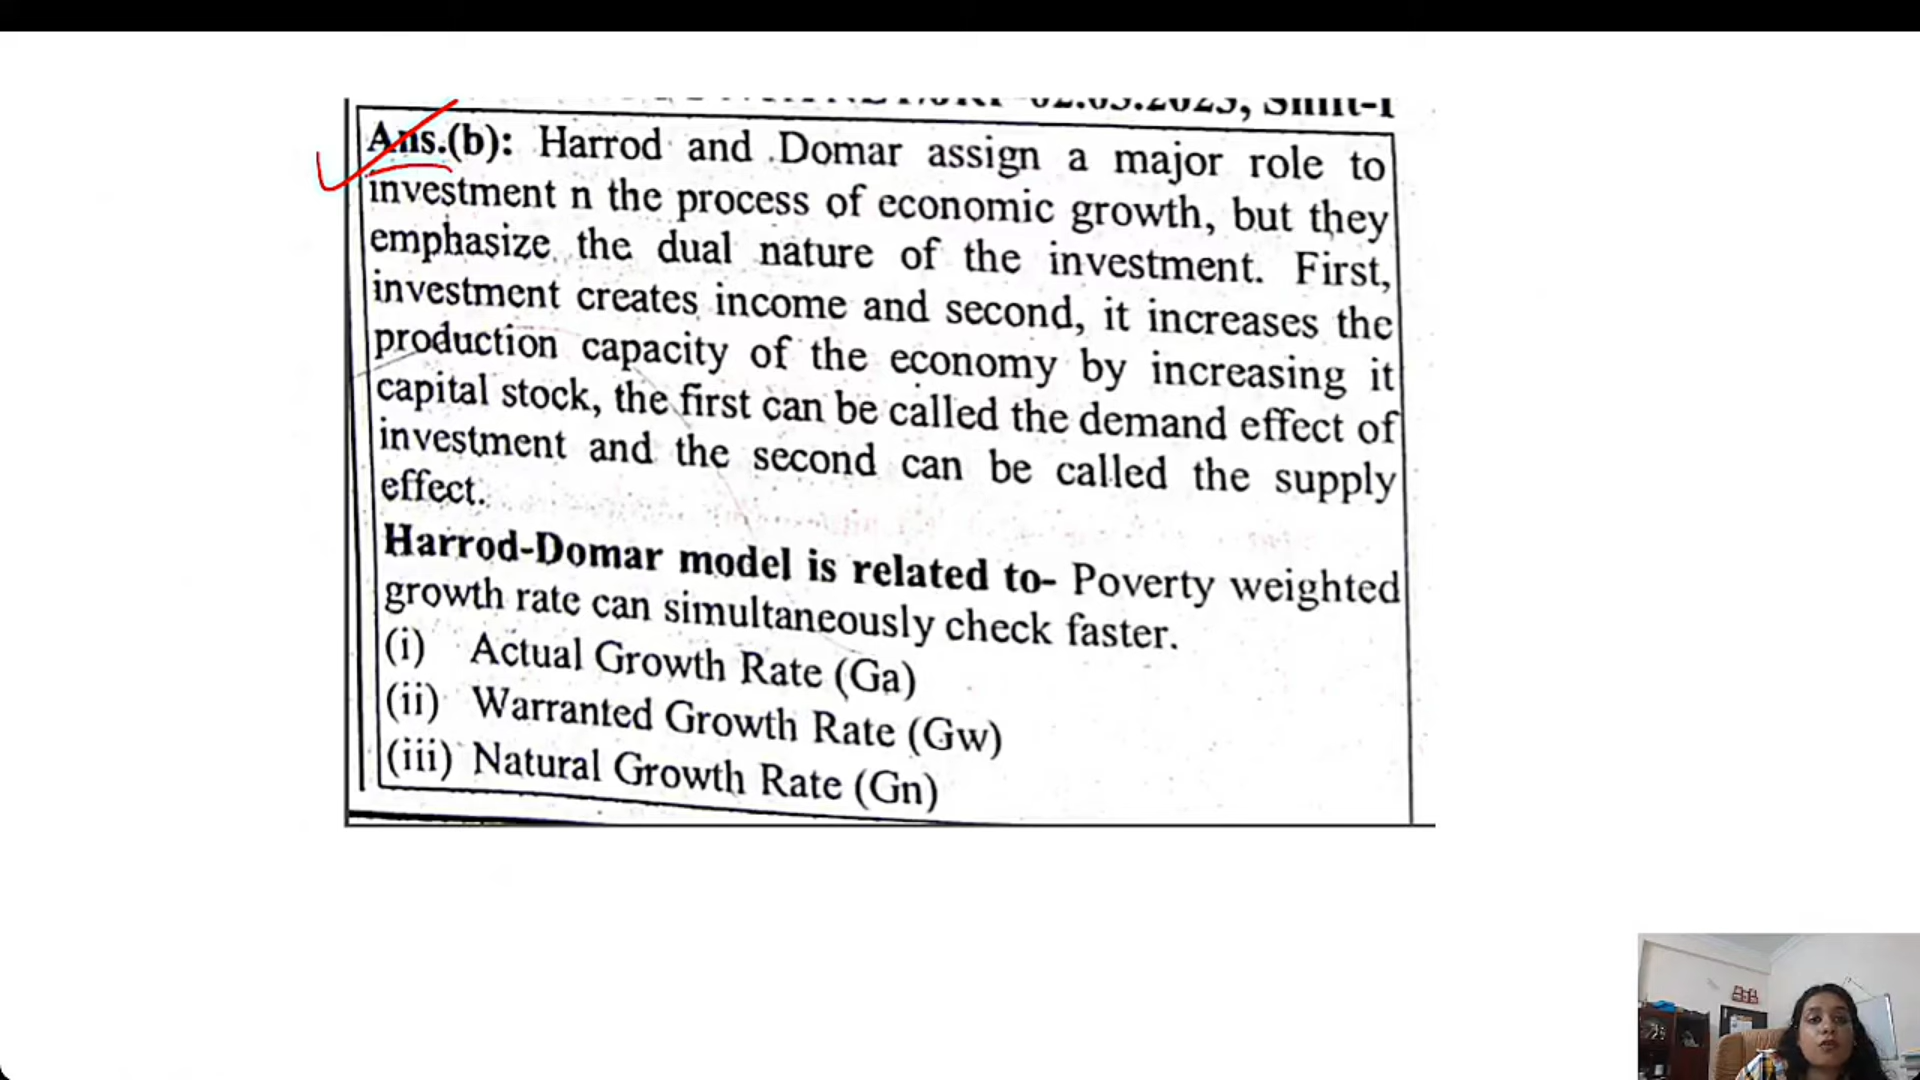 02.03.2023, Shift-I
Ans.(b): Harrod and Domar assign a major role to
investment n the process of economic growth, but they
emphasize the dual nature of the investment. First,
investment creates income and second, it increases the
production capacity of the economy by increasing it
capital stock, the first can be called the demand effect of
investment and the second can be called the supply
effect.
Harrod-Domar model is related to- Poverty weighted
growth rate can simultaneously check faster.
(i) Actual Growth Rate (Ga)
(ii) Warranted Growth Rate (Gw)
(iii) Natural Growth Rate (Gn)